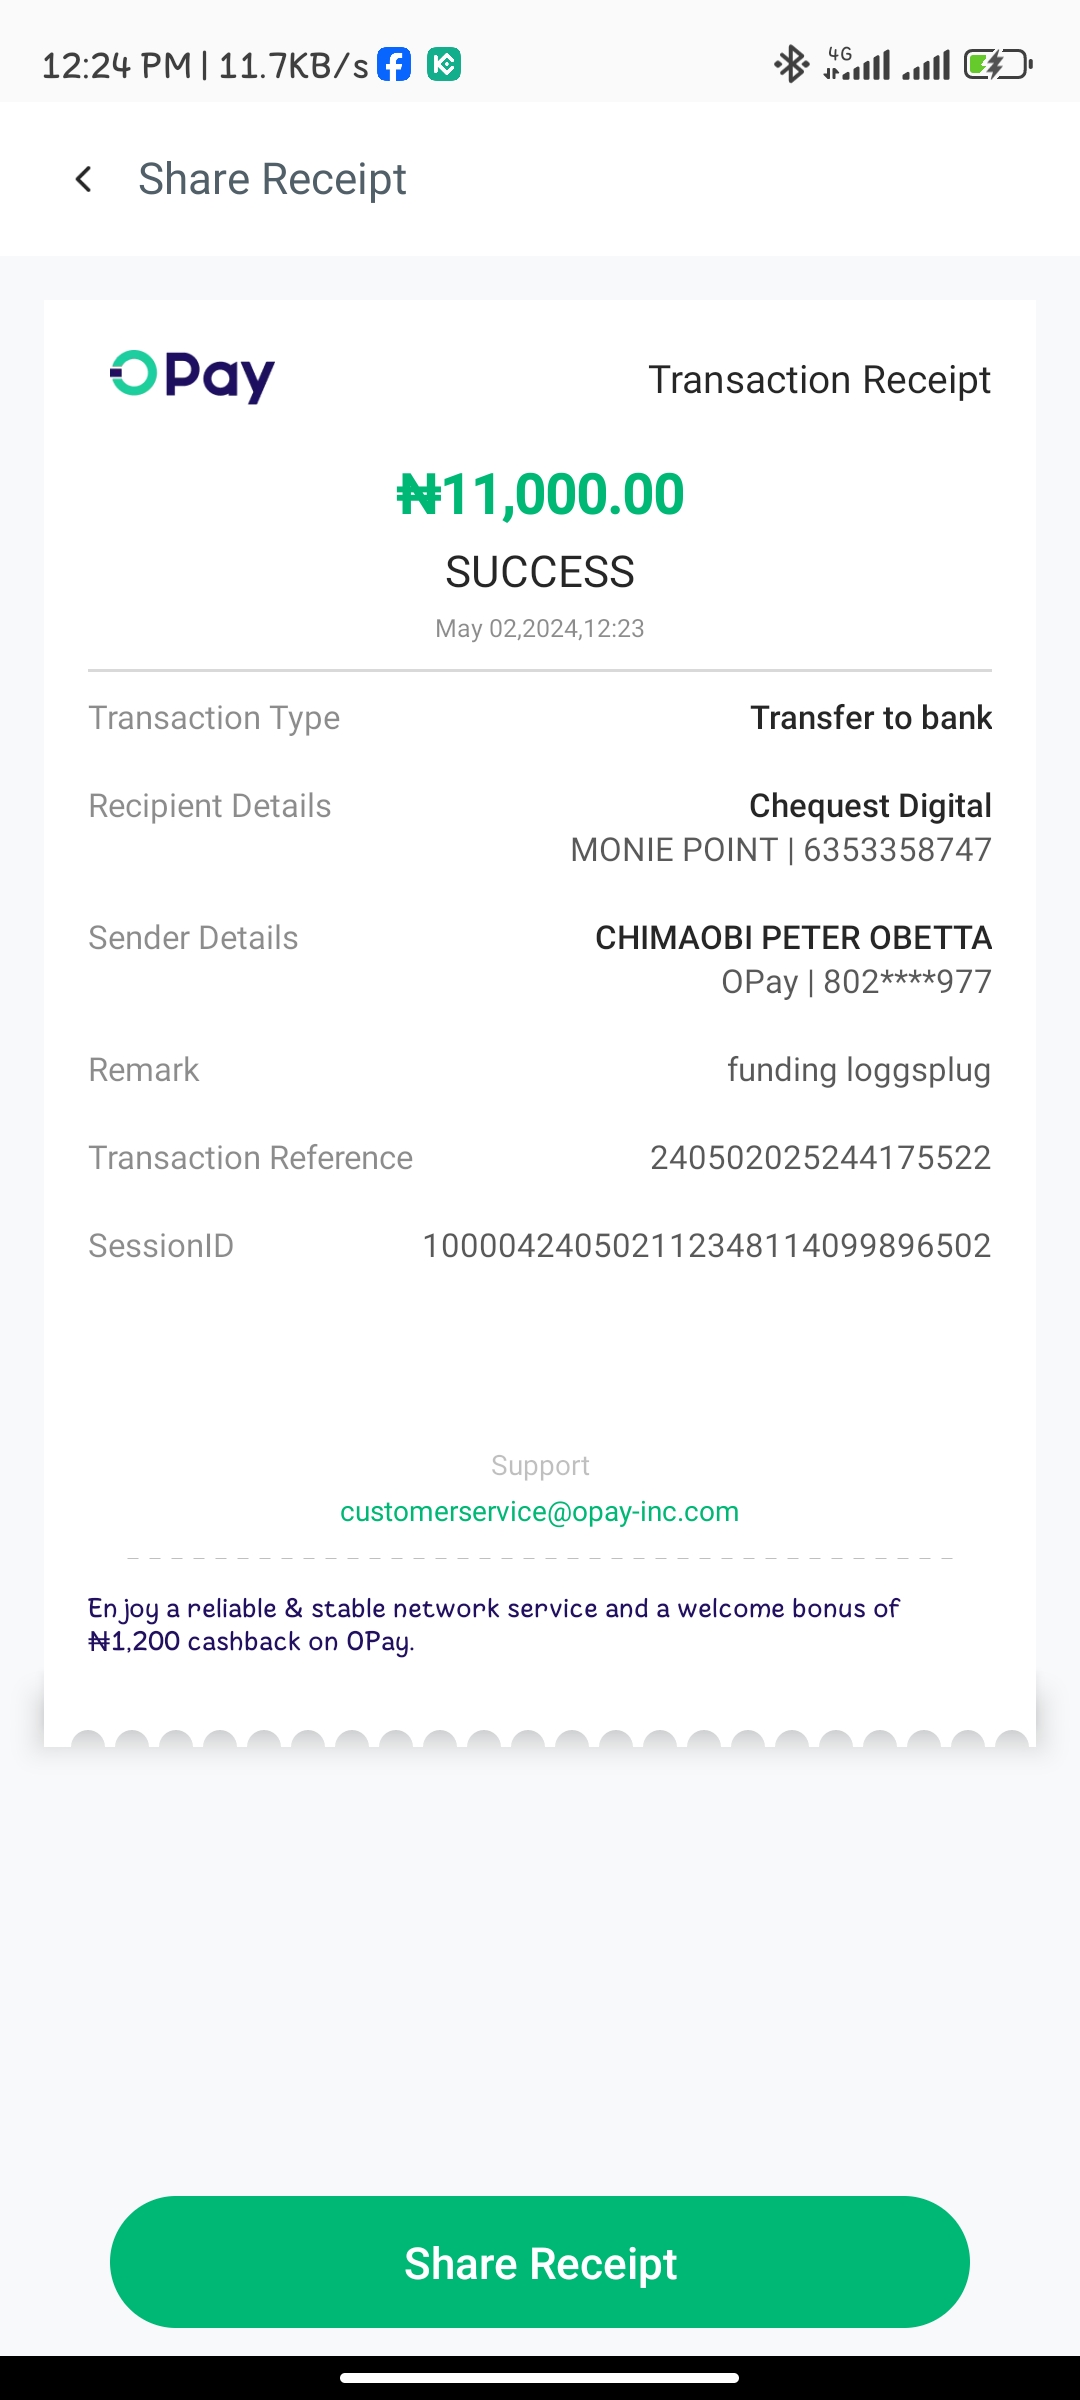 12:24 PM | 11.7KB/s
4G
Share Receipt
OPay
Transaction Receipt
₦11,000.00
SUCCESS
May 02,2024,12:23
Transaction Type Transfer to bank
Recipient Details Chequest Digital
MONIE POINT | 6353358747
Sender Details CHIMAOBI PETER OBETTA
OPay | 802****977
Remark funding loggsplug
Transaction Reference 240502025244175522
SessionID 100004240502112348114099896502
Support
customerservice@opay-inc.com
Enjoy a reliable & stable network service and a welcome bonus of
₦1,200 cashback on OPay.
Share Receipt